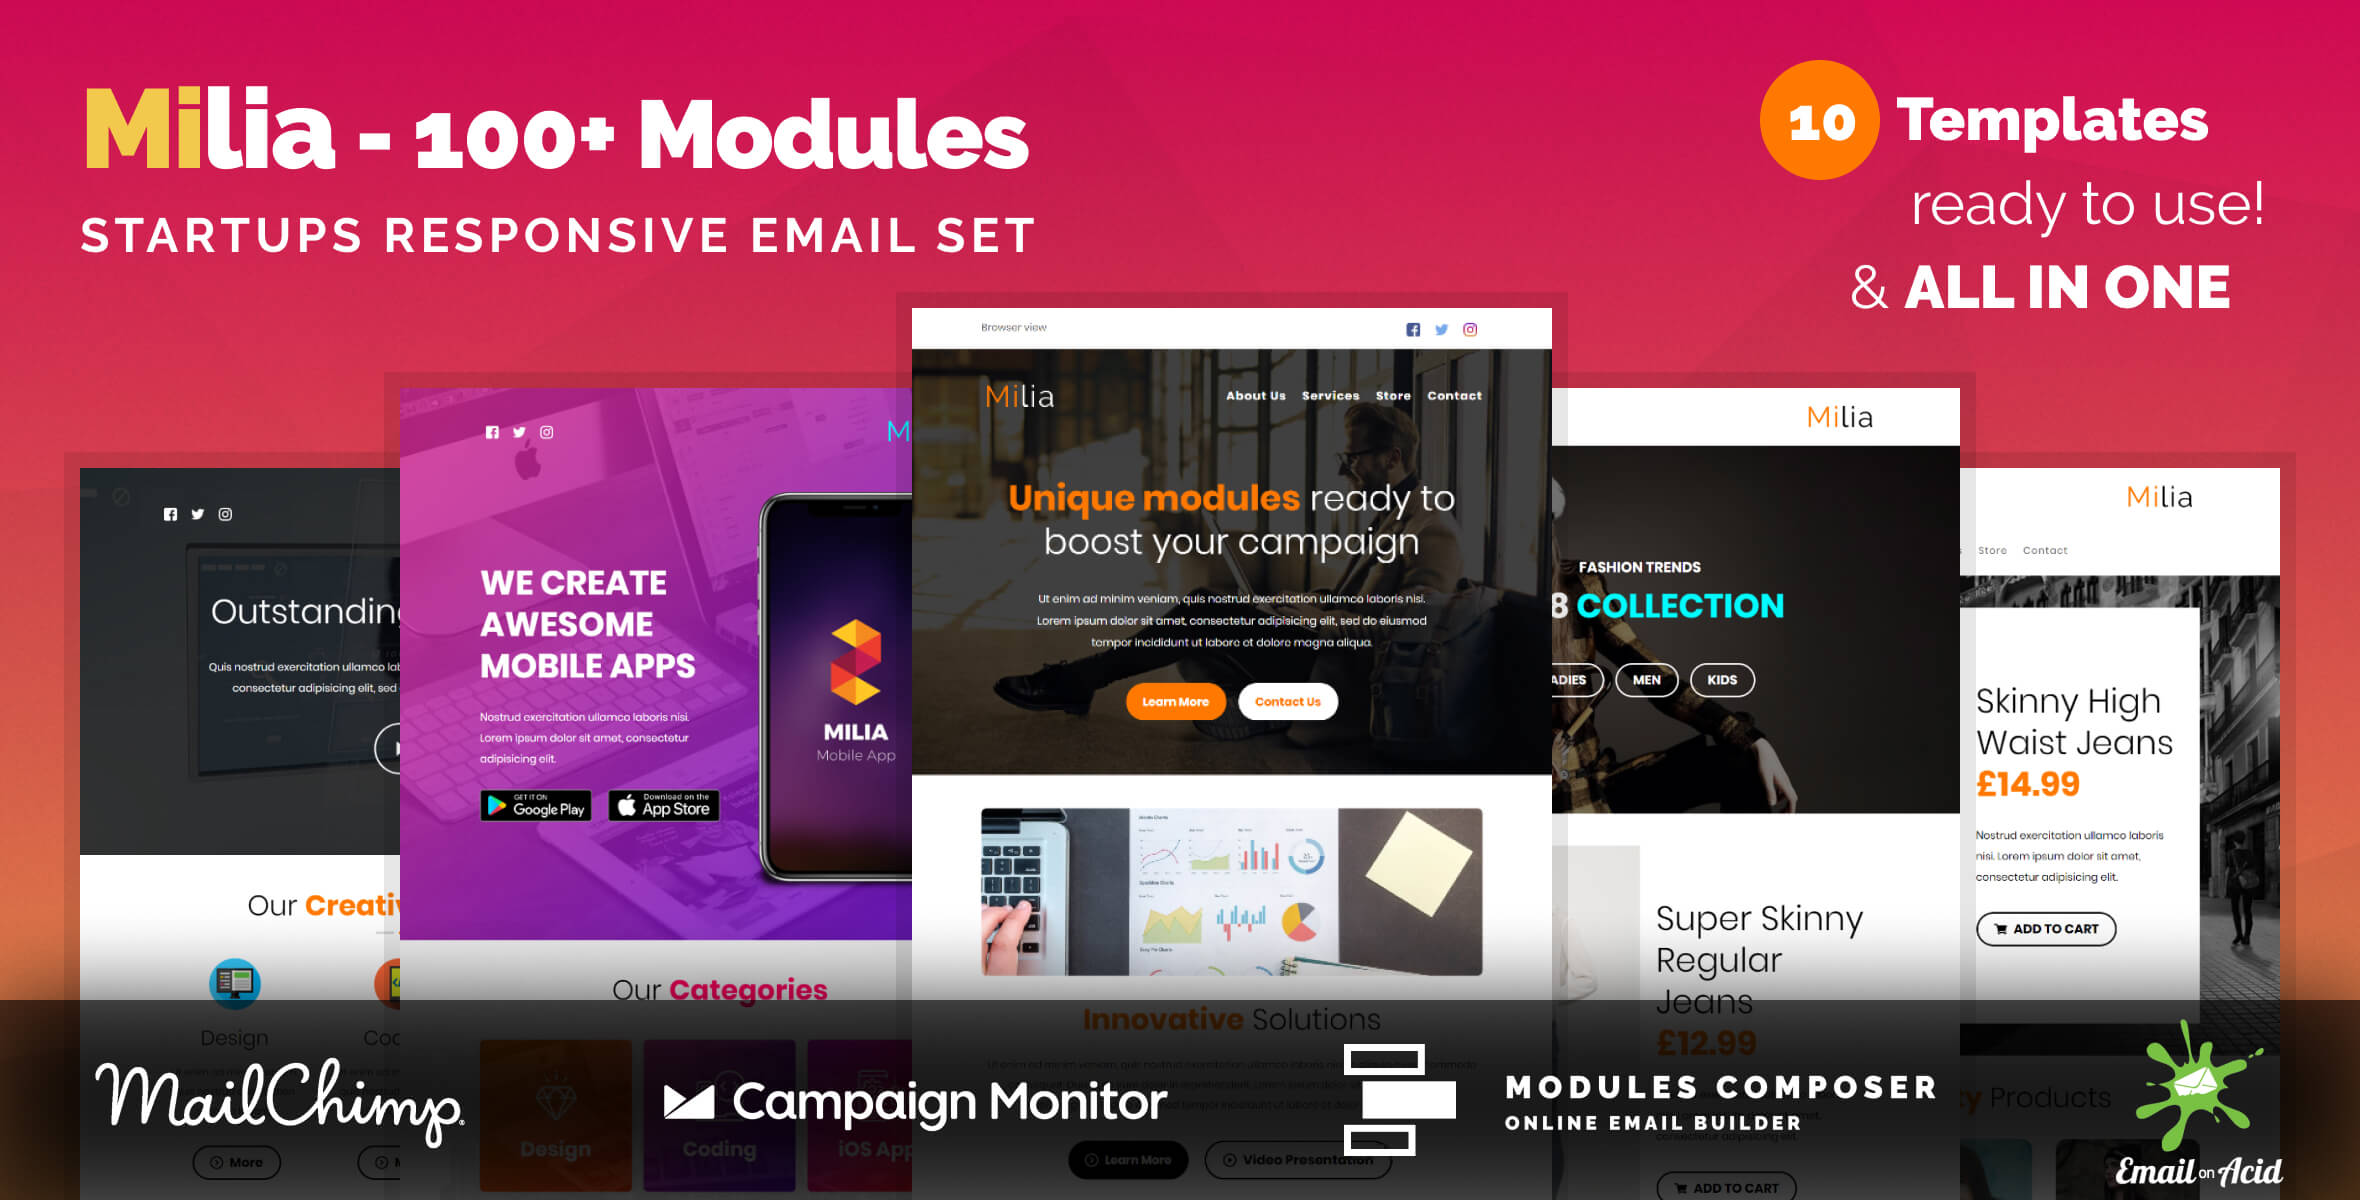 Milia - 100+ Modules
STARTUPS RESPONSIVE EMAIL SET
10 Templates
ready to use!
& ALL IN ONE
Outstanding
Quis nostrud exercitation ullamco lab
consectetur adipisicing elit, sed
Our Creativ
Design
Coc
More
M
WE CREATE
AWESOME
MOBILE APPS
Nostrud exercitation ullamco laboris nisi.
Lorem ipsum dolor sit amet, consectetur
adipisicing elit.
GET IT ON
Google Play
Download on the
App Store
MILIA
Mobile App
Our Categories
Design
Coding
iOS App
Browser view
Milia
About Us Services Store Contact
Unique modules ready to
boost your campaign
Ut enim ad minim veniam, quis nostrud exercitation ullamco laboris nisi.
Lorem ipsum dolor sit amet, consectetur adipisicing elit, sed do eiusmod
tempor incididunt ut labore et dolore magna aliqua.
Learn More
Contact Us
Innovative Solutions
Learn More
Video Presentation
Milia
FASHION TRENDS
8 COLLECTION
ADIES
MEN
KIDS
Super Skinny
Regular
Jeans
£12.99
ADD TO CART
Milia
Store Contact
Skinny High
Waist Jeans
£14.99
Nostrud exercitation ullamco laboris
nisi. Lorem ipsum dolor sit amet,
consectetur adipisicing elit.
ADD TO CART
Products
MailChimp
Campaign Monitor
MODULES COMPOSER
ONLINE EMAIL BUILDER
Email on Acid